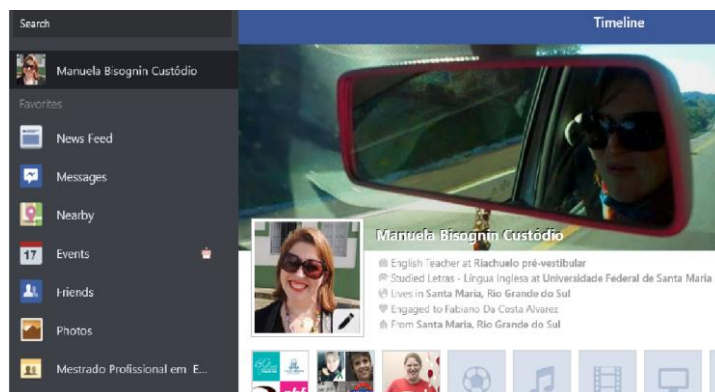 Search
Timeline
Manuela Bisognin Custódio
Favorites
News Feed
Messages
Nearby
17
Events
Friends
Photos
Mestrado Profissional em E...
Manuela Bisognin Custódio
English Teacher at Riachuelo pré-vestibular
Studied Letras - Língua Inglesa at Universidade Federal de Santa Maria
Lives in Santa Maria, Rio Grande do Sul
Engaged to Fabiano Da Costa Alvarez
From Santa Maria, Rio Grande do Sul